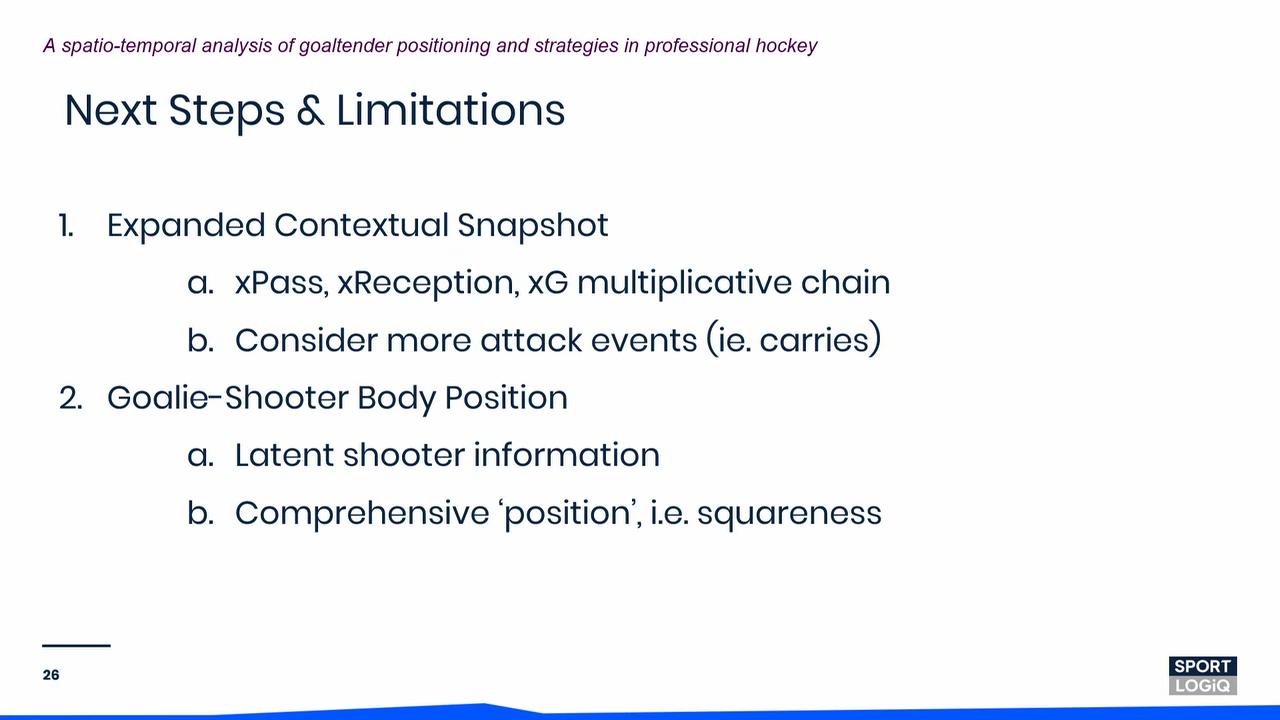 A spatio-temporal analysis of goaltender positioning and strategies in professional hockey
Next Steps & Limitations
1. Expanded Contextual Snapshot
a. xPass, xReception, xG multiplicative chain
b. Consider more attack events (ie. carries)
2. Goalie-Shooter Body Position
a. Latent shooter information
b. Comprehensive ‘position’, i.e. squareness
26
SPORT
LOGiQ